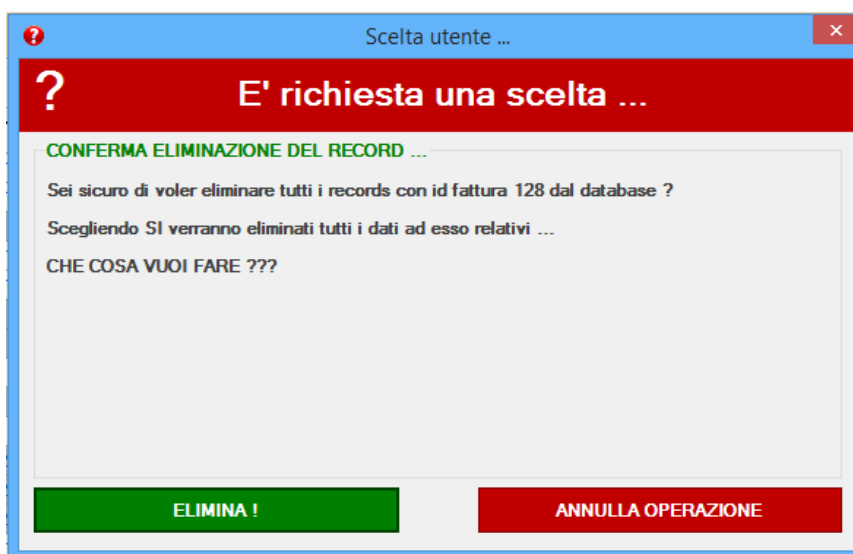 Scelta utente ...
? E' richiesta una scelta ...
CONFERMA ELIMINAZIONE DEL RECORD ...
Sei sicuro di voler eliminare tutti i records con id fattura 128 dal database ?
Scegliendo SI verranno eliminati tutti i dati ad esso relativi ...
CHE COSA VUOI FARE ???
ELIMINA !
ANNULLA OPERAZIONE